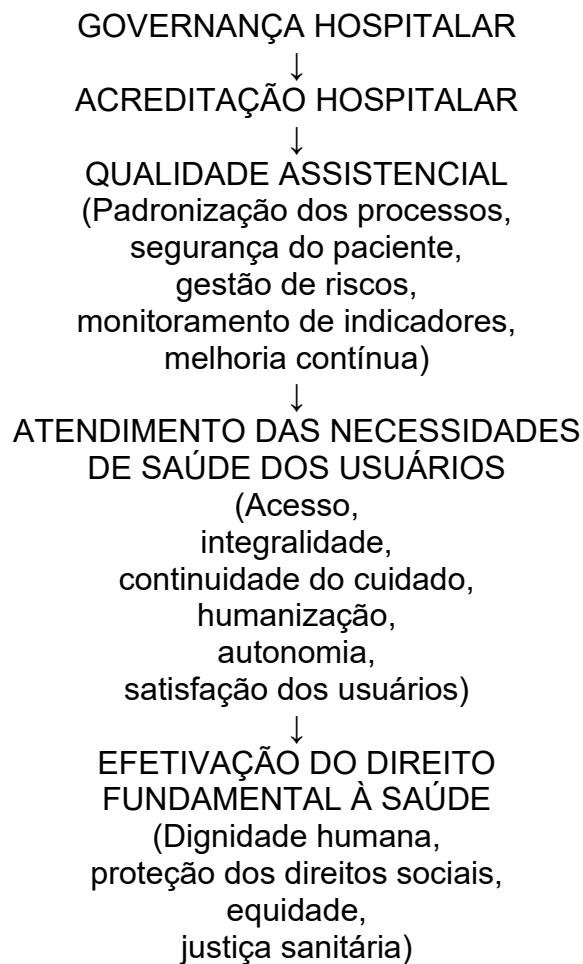 GOVERNANÇA HOSPITALAR
↓
ACREDITAÇÃO HOSPITALAR
↓
QUALIDADE ASSISTENCIAL
(Padronização dos processos,
segurança do paciente,
gestão de riscos,
monitoramento de indicadores,
melhoria contínua)
↓
ATENDIMENTO DAS NECESSIDADES
DE SAÚDE DOS USUÁRIOS
(Acesso,
integralidade,
continuidade do cuidado,
humanização,
autonomia,
satisfação dos usuários)
↓
EFETIVAÇÃO DO DIREITO
FUNDAMENTAL À SAÚDE
(Dignidade humana,
proteção dos direitos sociais,
equidade,
justiça sanitária)